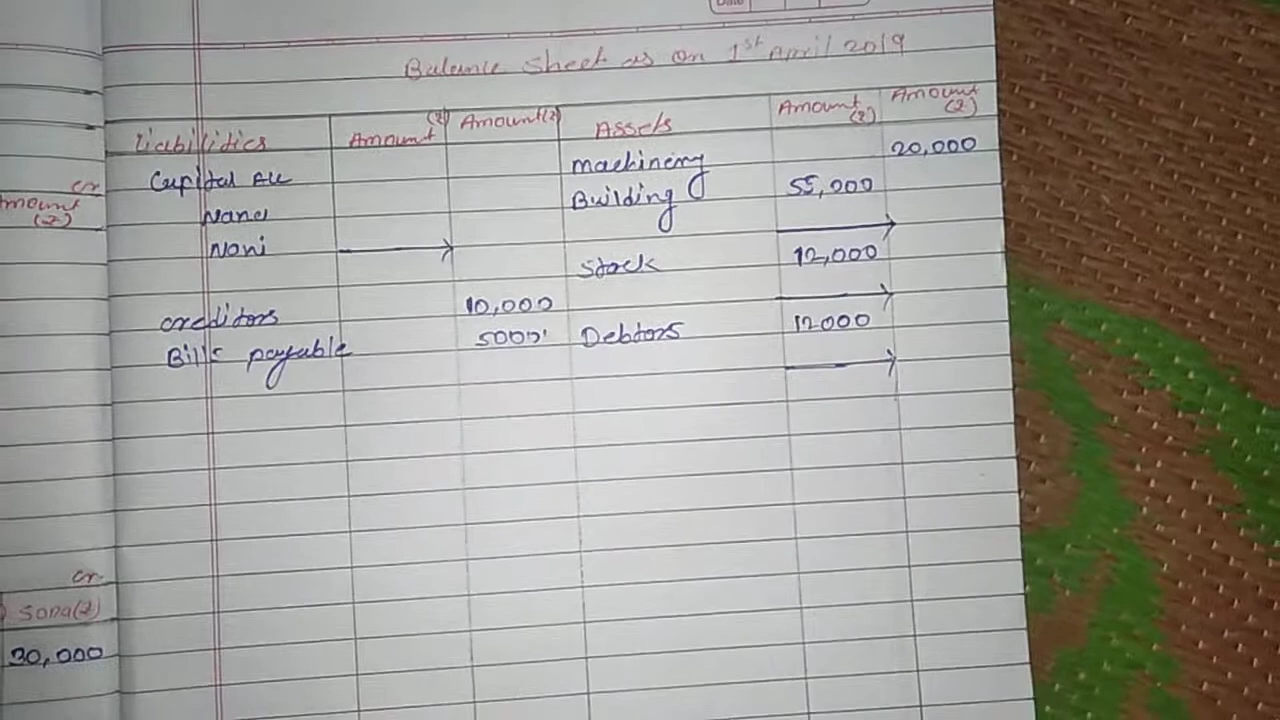 Date
Balance Sheet as on 1st April 2019
Liabilities Amount (₹) Amount (₹) Assets Amount (₹) Amount (₹)
Machinery 20,000
Capital A/c Building 55,000
Noni
Stock 12,000
Creditors 10,000
Bills payable 5000 Debtors 12000
cr
Amount (₹)
cr
Sona (₹)
30,000